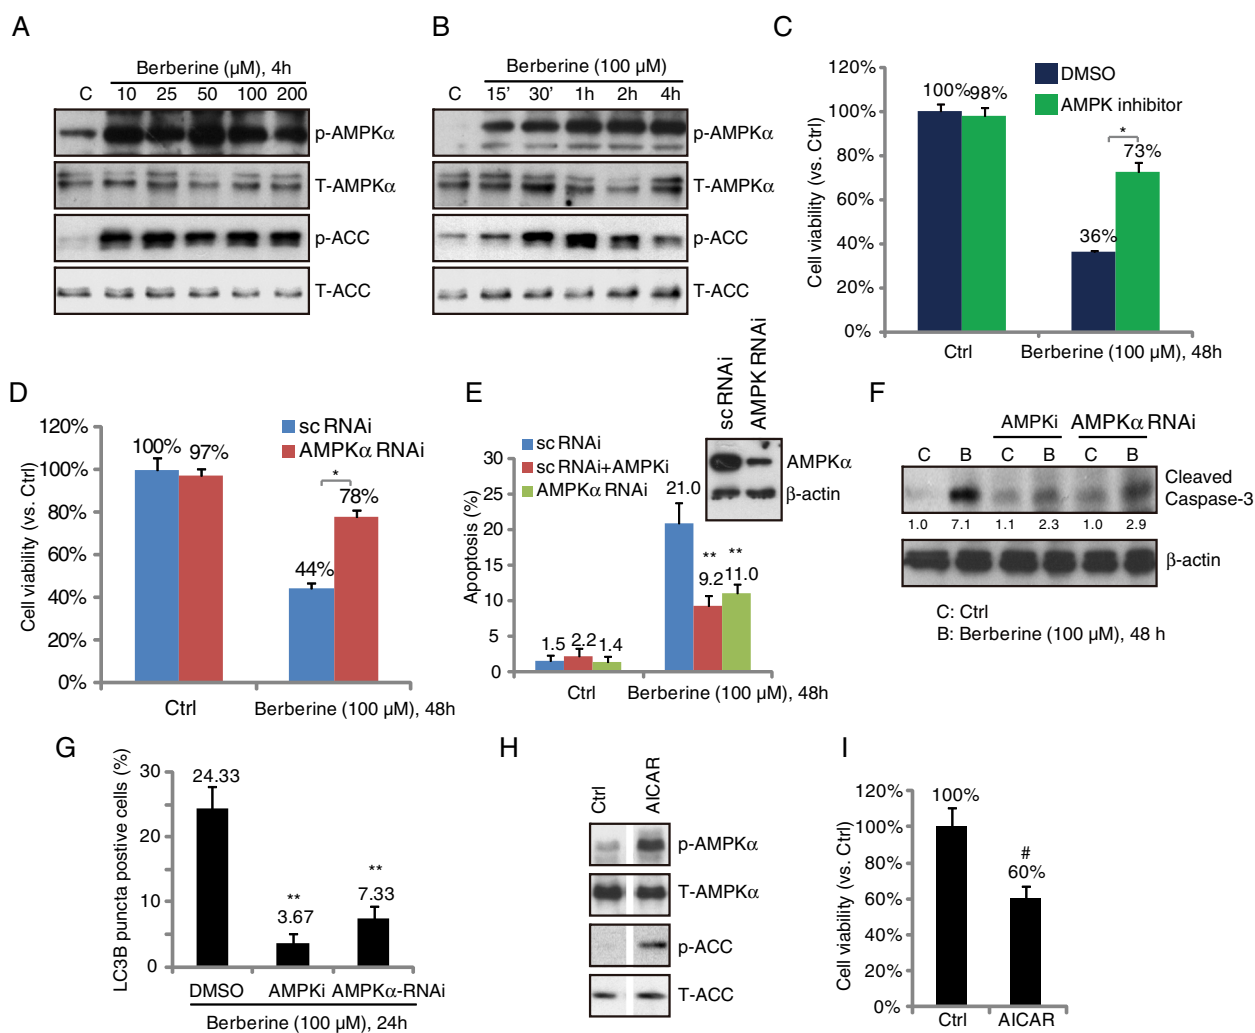 A
Berberine (µM), 4h
C 10 25 50 100 200
p-AMPKα
T-AMPKα
p-ACC
T-ACC
B
Berberine (100 µM)
C 15’ 30’ 1h 2h 4h
p-AMPKα
T-AMPKα
p-ACC
T-ACC
C
Cell viability (vs. Ctrl)
120%
100%
80%
60%
40%
20%
0%
DMSO
AMPK inhibitor
100% 98%
*
73%
36%
Ctrl Berberine (100 µM), 48h
D
Cell viability (vs. Ctrl)
120%
100%
80%
60%
40%
20%
0%
sc RNAi
AMPKα RNAi
100% 97%
*
78%
44%
Ctrl Berberine (100 µM), 48h
E
Apoptosis (%)
30
25
20
15
10
5
0
sc RNAi
sc RNAi+AMPKi
AMPKα RNAi
sc RNAi
AMPK RNAi
AMPKα
β-actin
21.0
** **
9.2 11.0
1.5 2.2 1.4
Ctrl Berberine (100 µM), 48h
F
AMPKi AMPKα RNAi
C B C B C B
Cleaved
Caspase-3
1.0 7.1 1.1 2.3 1.0 2.9
β-actin
C: Ctrl
B: Berberine (100 µM), 48 h
G
LC3B puncta postive cells (%)
30
20
10
0
24.33
**
3.67
**
7.33
DMSO AMPKi AMPKα-RNAi
Berberine (100 µM), 24h
H
Ctrl
AICAR
p-AMPKα
T-AMPKα
p-ACC
T-ACC
I
Cell viability (vs. Ctrl)
120%
100%
80%
60%
40%
20%
0%
100%
#
60%
Ctrl AICAR